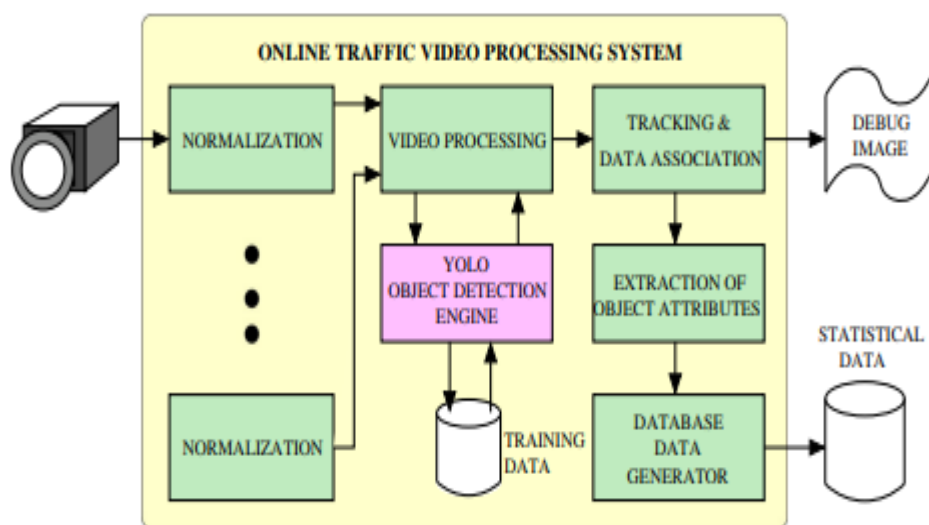 ONLINE TRAFFIC VIDEO PROCESSING SYSTEM
NORMALIZATION
VIDEO PROCESSING
TRACKING &
DATA ASSOCIATION
DEBUG
IMAGE
YOLO
OBJECT DETECTION
ENGINE
EXTRACTION OF
OBJECT ATTRIBUTES
STATISTICAL
DATA
NORMALIZATION
TRAINING
DATA
DATABASE
DATA
GENERATOR